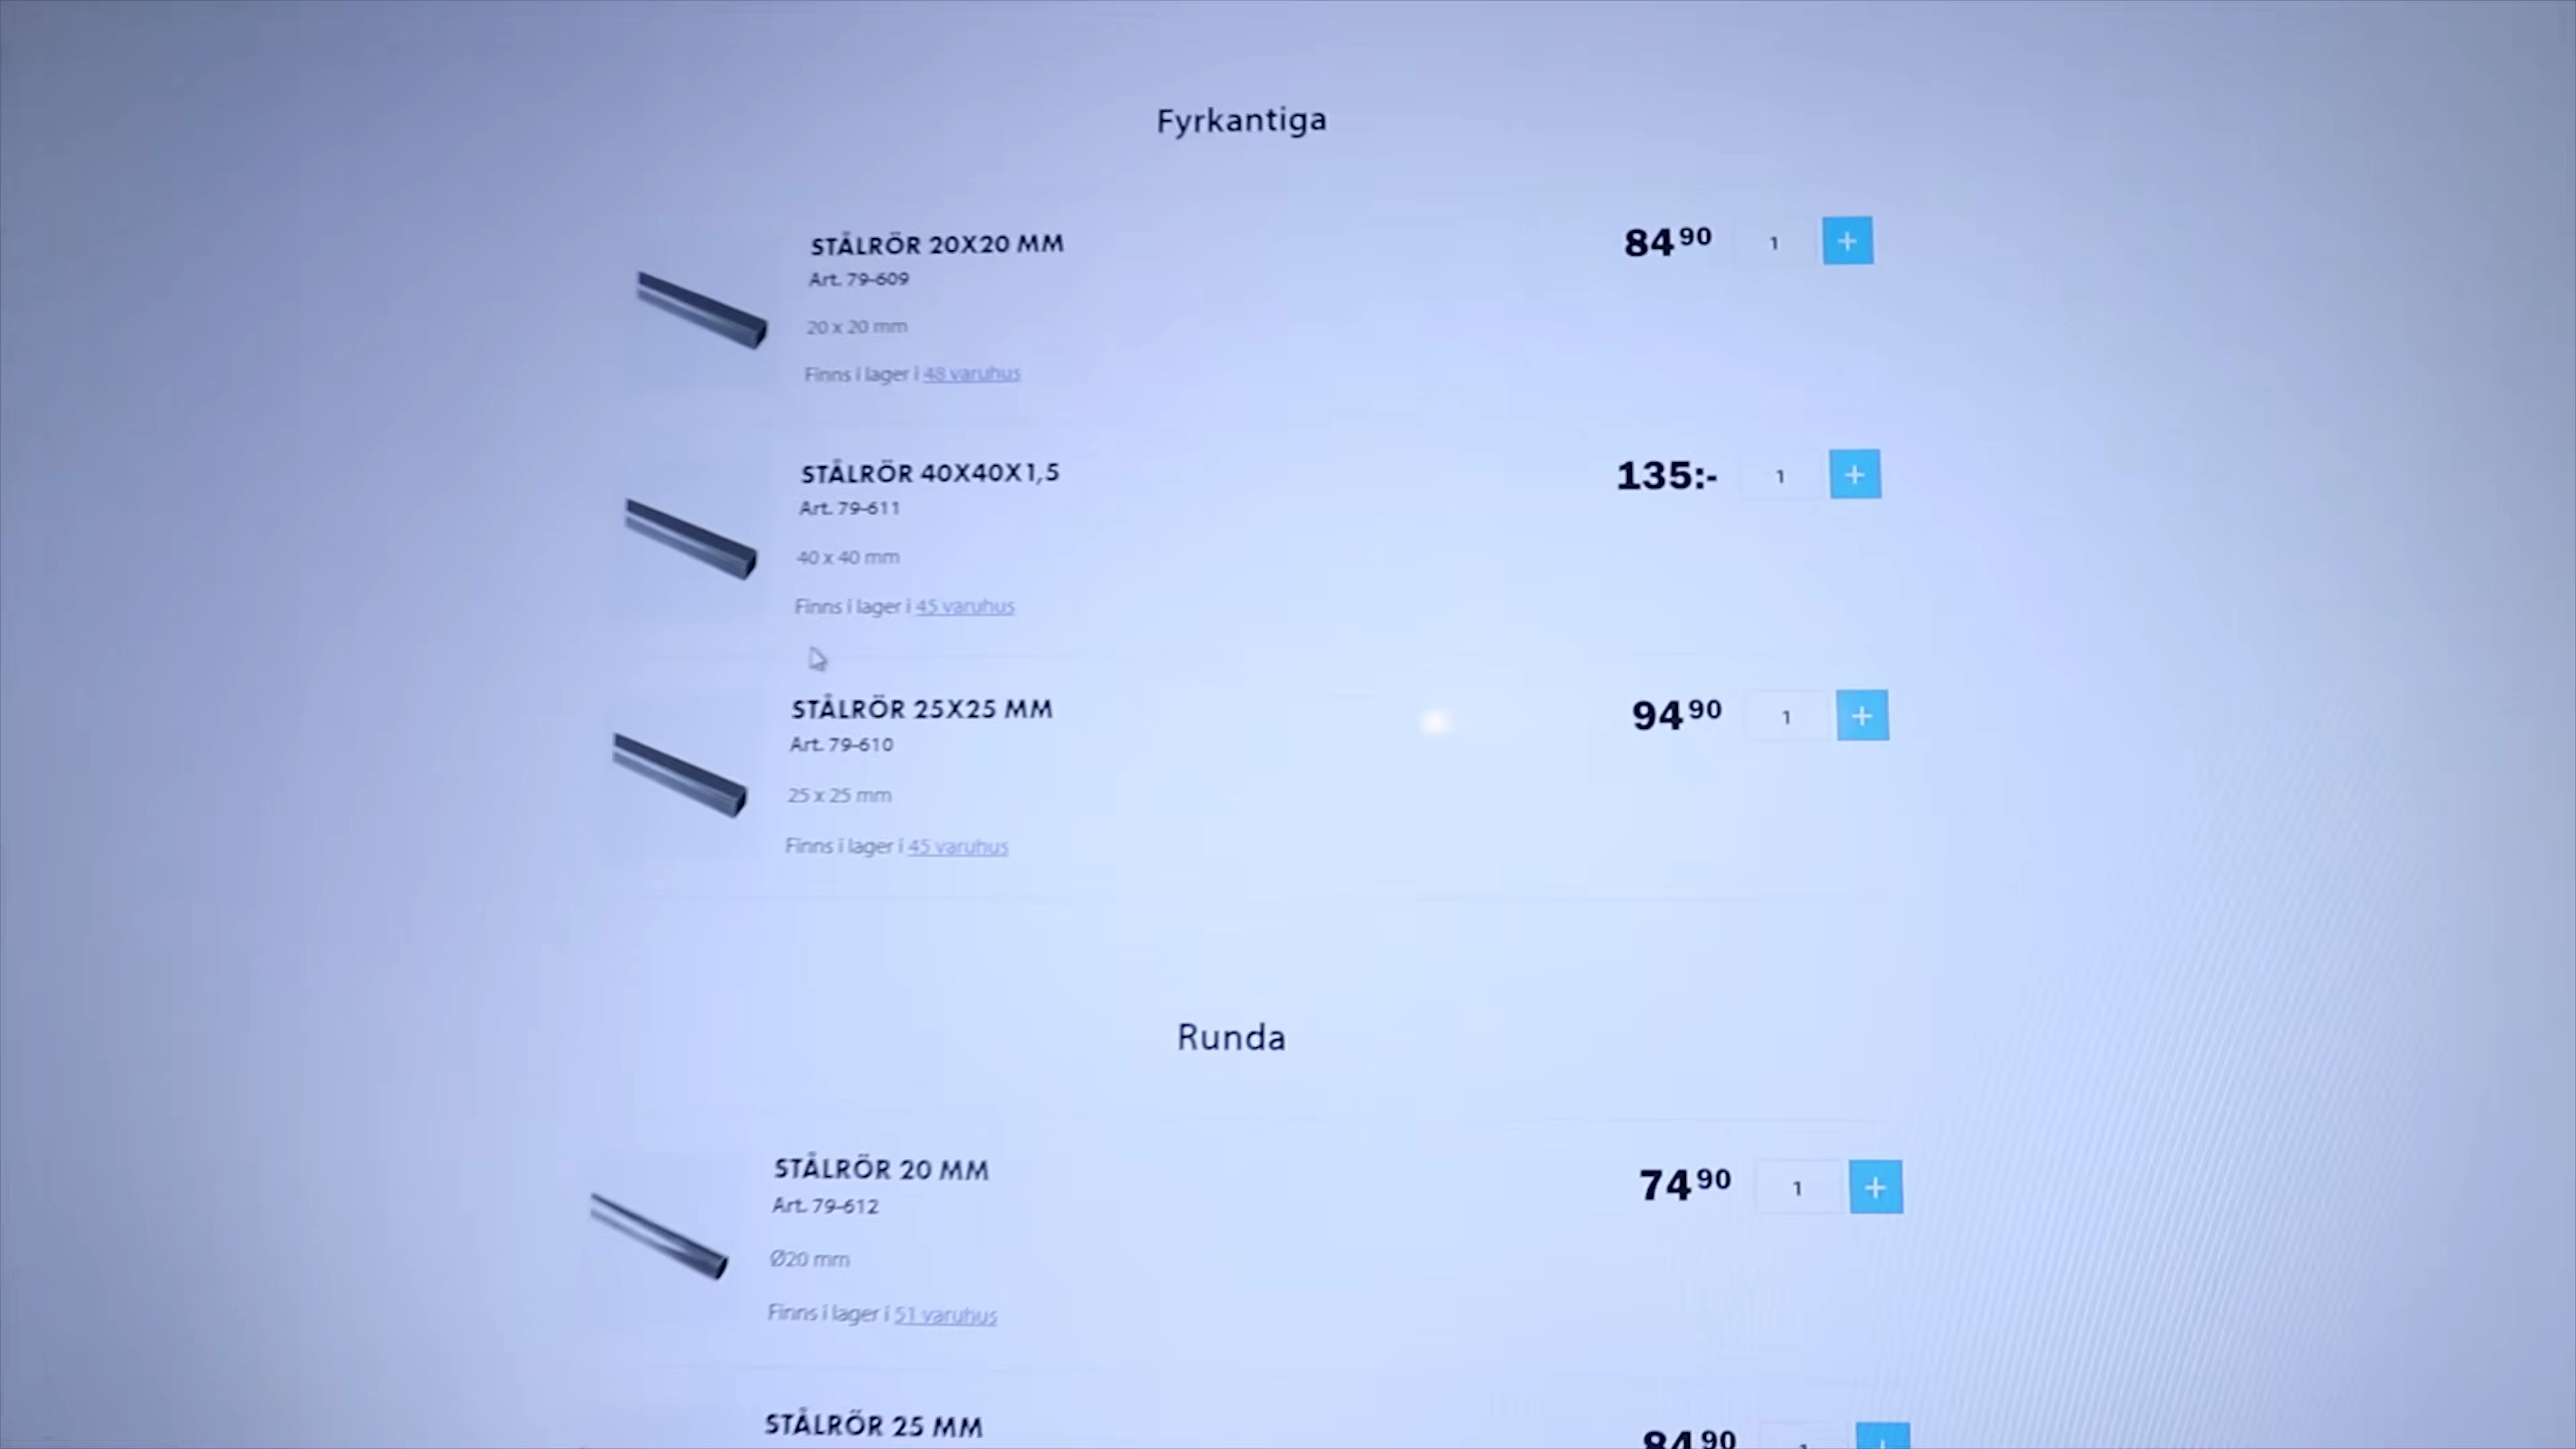 Fyrkantiga
STÅLRÖR 20X20 MM
84 90
1
+
Art. 79-609
20 x 20 mm
Finns i lager i 48 varuhus
STÅLRÖR 40X40X1,5
135:-
1
+
Art. 79-611
40 x 40 mm
Finns i lager i 45 varuhus
STÅLRÖR 25X25 MM
94 90
1
+
Art. 79-610
25 x 25 mm
Finns i lager i 45 varuhus
Runda
STÅLRÖR 20 MM
74 90
1
+
Art. 79-612
Ø20 mm
Finns i lager i 51 varuhus
STÅLRÖR 25 MM
84 90